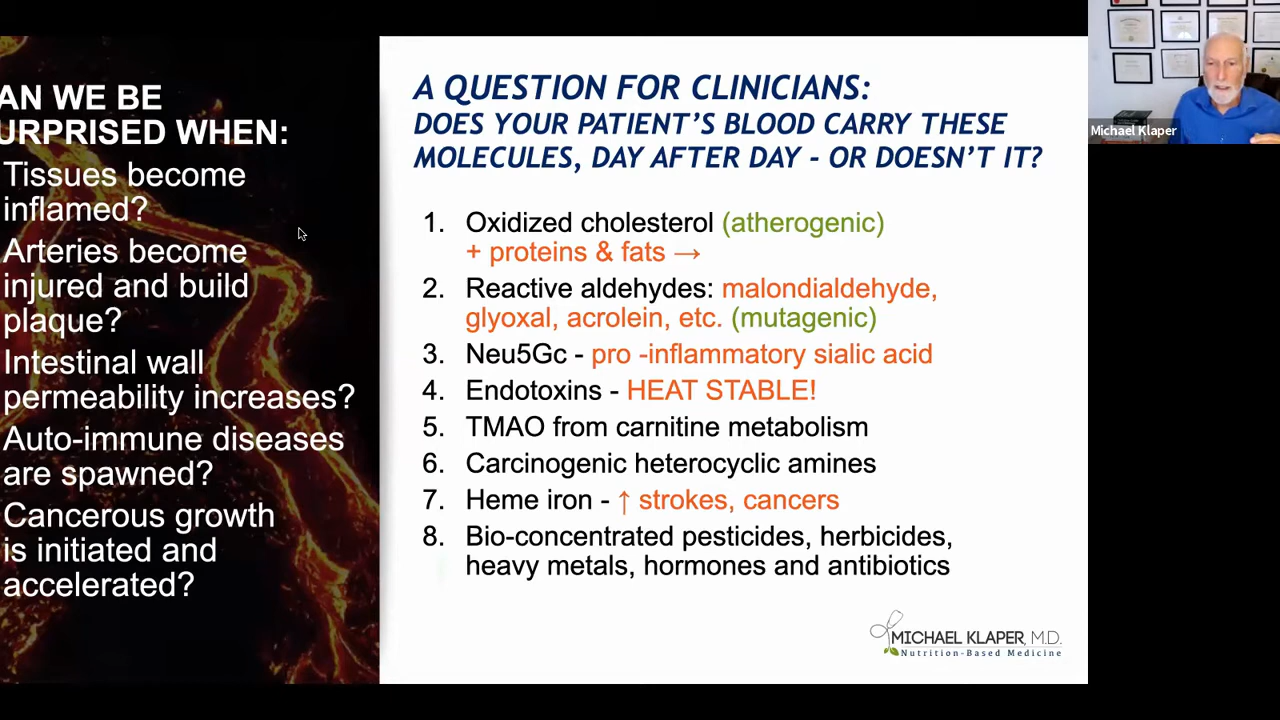 AN WE BE
URPRISED WHEN:
Tissues become
inflamed?
Arteries become
injured and build
plaque?
Intestinal wall
permeability increases?
Auto-immune diseases
are spawned?
Cancerous growth
is initiated and
accelerated?
A QUESTION FOR CLINICIANS:
DOES YOUR PATIENT'S BLOOD CARRY THESE
MOLECULES, DAY AFTER DAY - OR DOESN'T IT?
1. Oxidized cholesterol (atherogenic)
+ proteins & fats →
2. Reactive aldehydes: malondialdehyde,
glyoxal, acrolein, etc. (mutagenic)
3. Neu5Gc - pro -inflammatory sialic acid
4. Endotoxins - HEAT STABLE!
5. TMAO from carnitine metabolism
6. Carcinogenic heterocyclic amines
7. Heme iron - ↑ strokes, cancers
8. Bio-concentrated pesticides, herbicides,
heavy metals, hormones and antibiotics
MICHAEL KLAPER, M.D.
Nutrition-Based Medicine
Michael Klaper